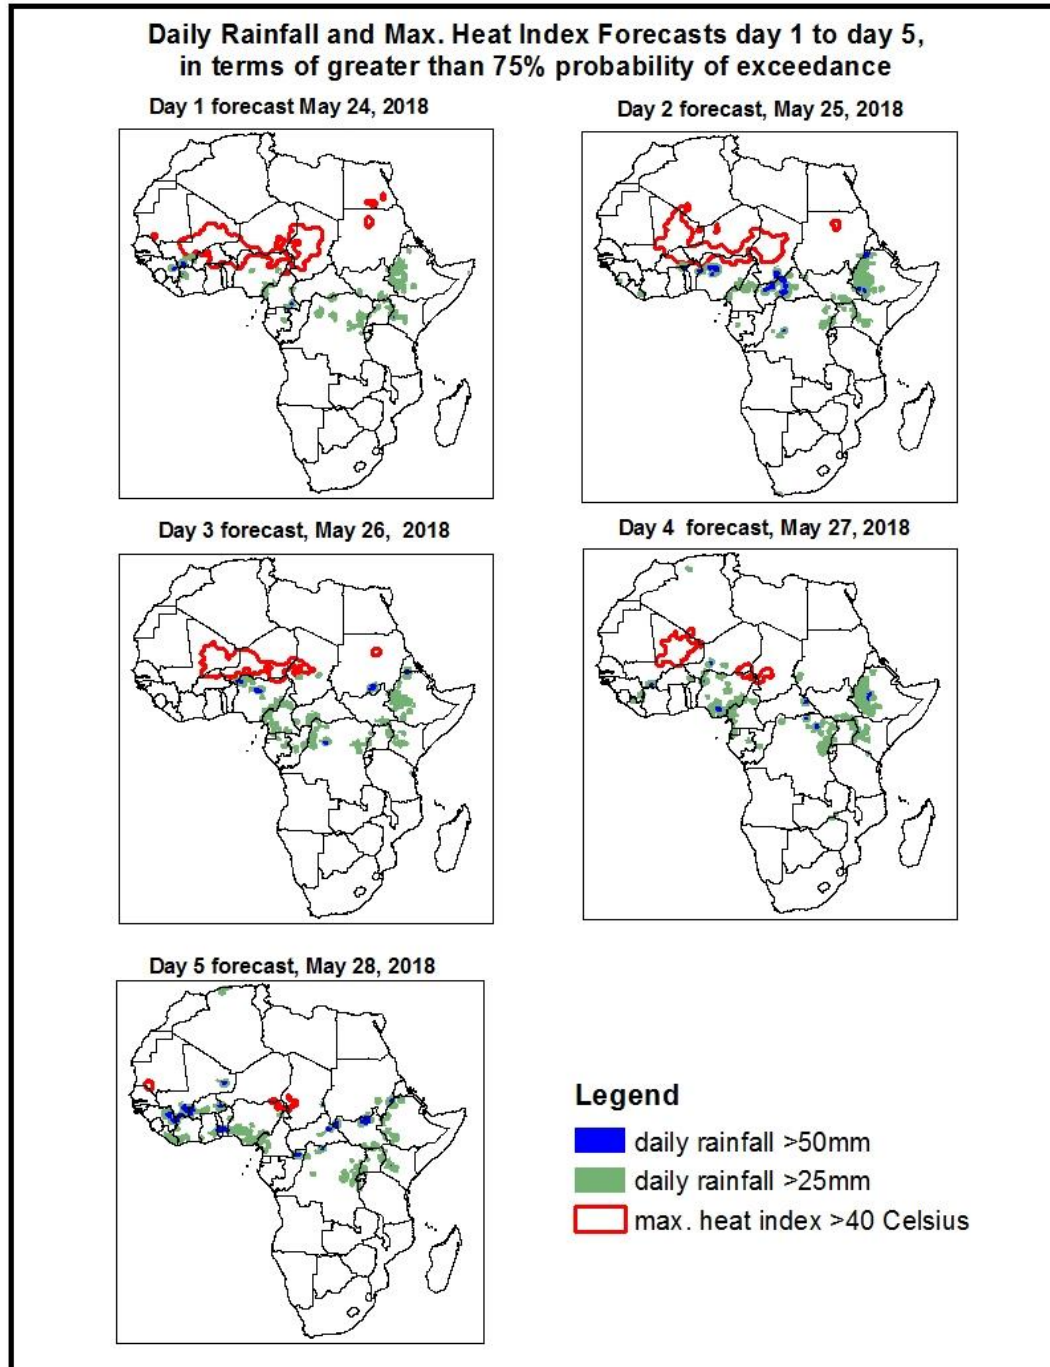 Daily Rainfall and Max. Heat Index Forecasts day 1 to day 5,
in terms of greater than 75% probability of exceedance
Day 1 forecast May 24, 2018
Day 2 forecast, May 25, 2018
Day 3 forecast, May 26, 2018
Day 4 forecast, May 27, 2018
Day 5 forecast, May 28, 2018
Legend
daily rainfall >50mm
daily rainfall >25mm
max. heat index >40 Celsius